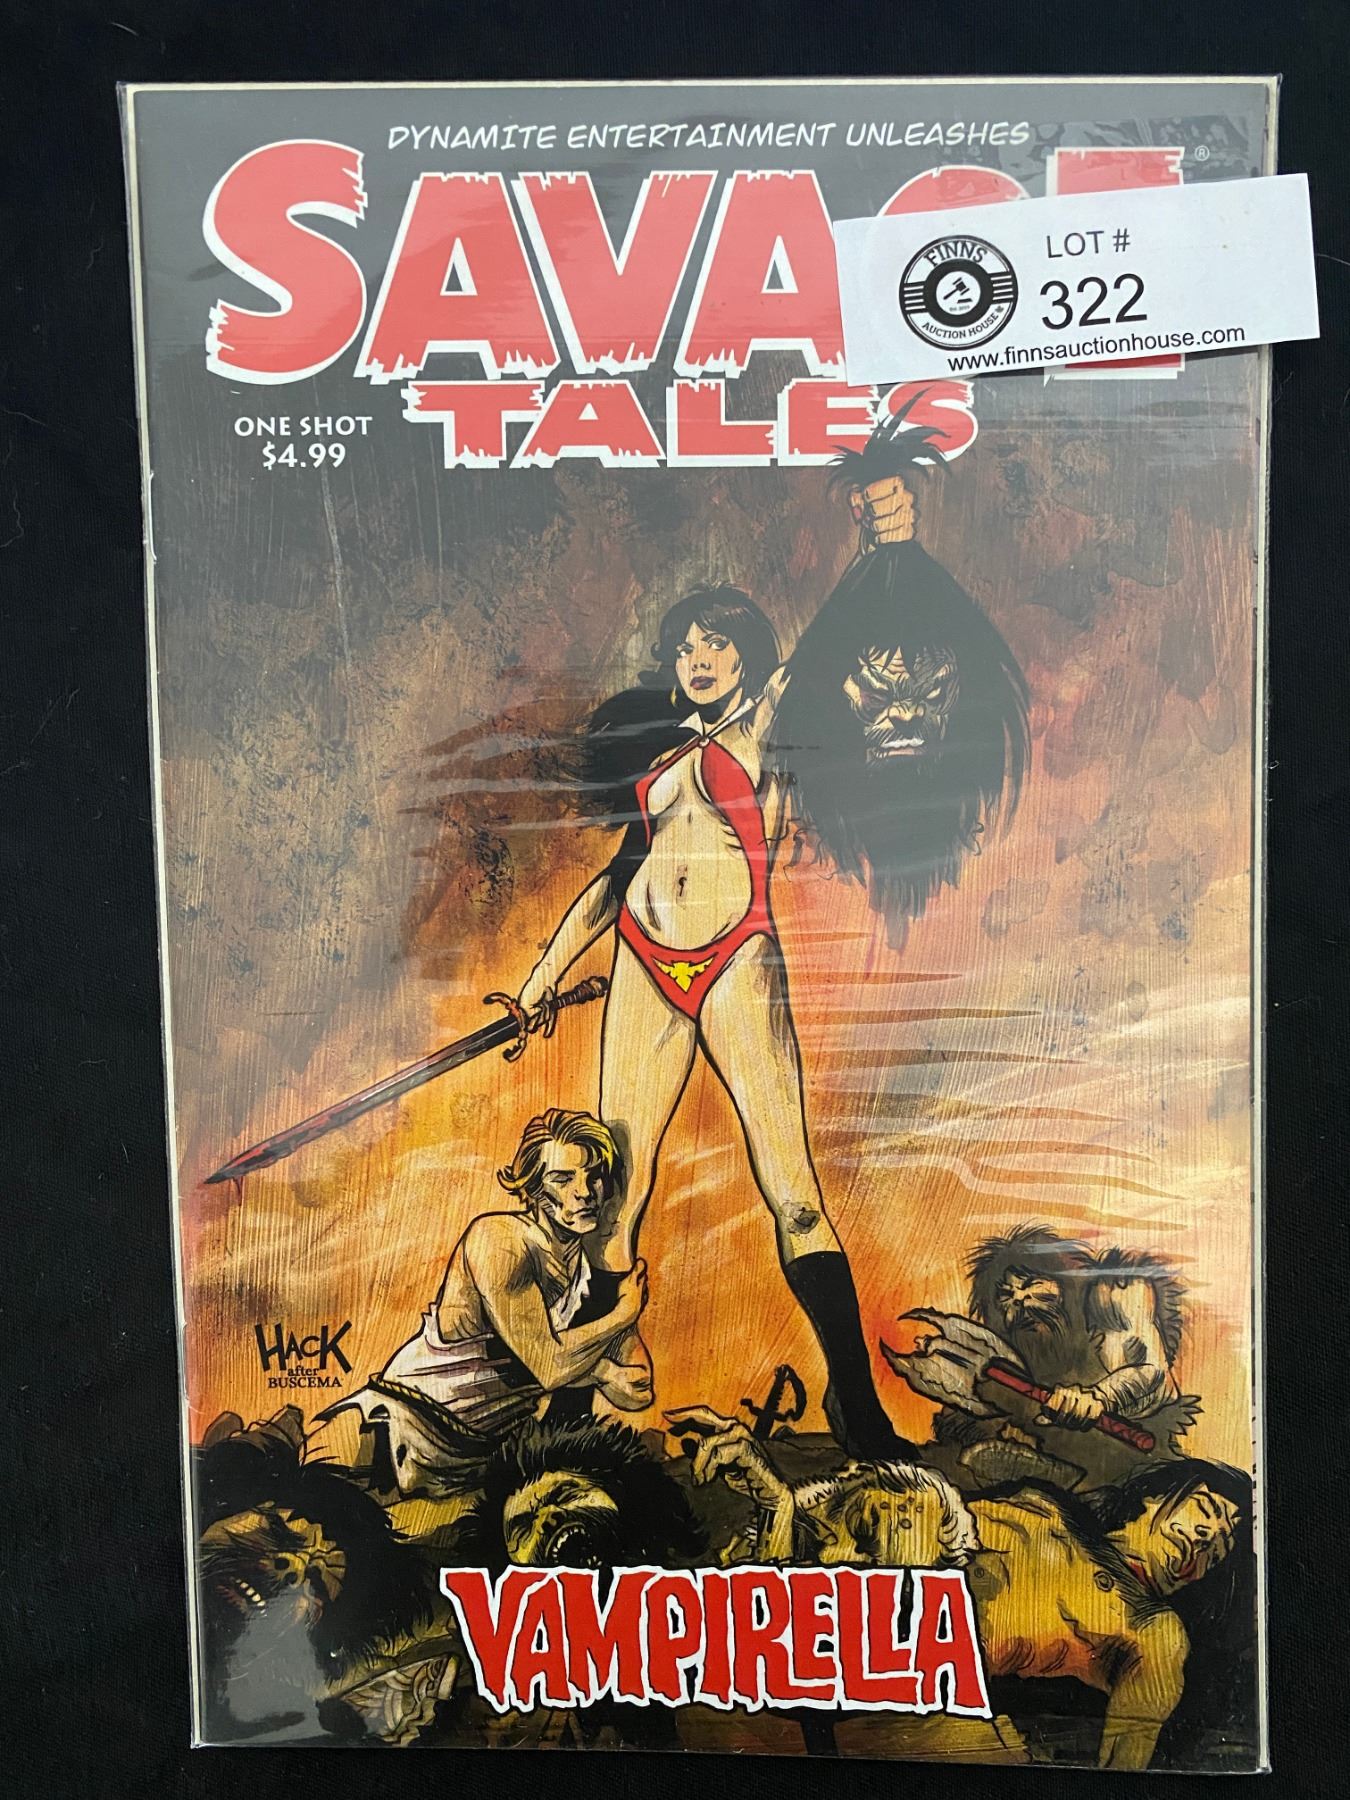 DYNAMITE ENTERTAINMENT UNLEASHES
SAVAGE ®
TALES
ONE SHOT
$4.99
FINNS
AUCTION HOUSE
LOT #
322
www.finnsauctionhouse.com
HACK
after
BUSCEMA
VAMPIRELLA ®